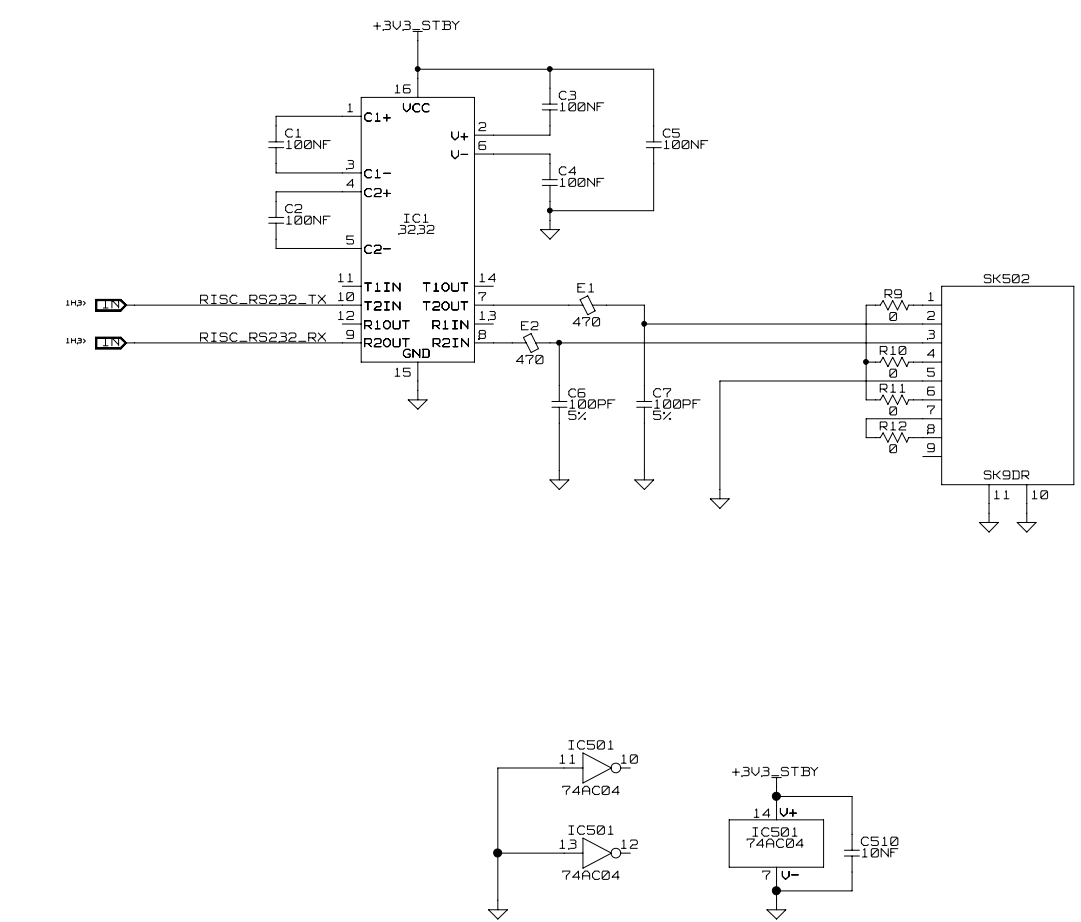 +3V3_STBY
16
VCC
1
C1+
C1
100NF
3
C1-
4
C2+
C2
100NF
5
C2-
V+
2
V-
6
C3
100NF
C4
100NF
C5
100NF
IC1
3232
11
T1IN
T1OUT
14
1H3>
IN
RISC_RS232_TX
10
T2IN
T2OUT
7
E1
470
12
R1OUT
R1IN
13
1H3>
IN
RISC_RS232_RX
9
R2OUT
R2IN
8
E2
470
GND
15
C6
100PF
5%
C7
100PF
5%
SK502
R9
0
1
2
3
R10
0
4
5
R11
0
6
7
R12
0
8
9
SK9DR
11
10
IC501
11
10
74AC04
IC501
13
12
74AC04
+3V3_STBY
14
V+
IC501
74AC04
7
V-
C510
10NF